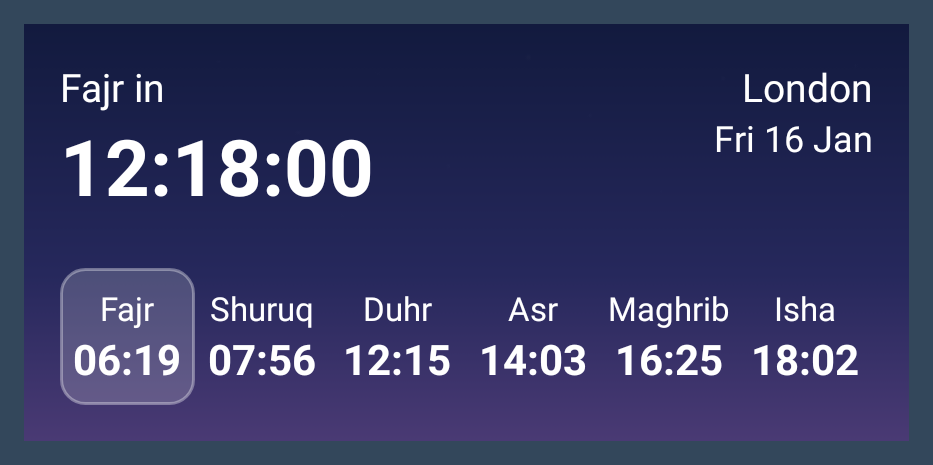 Fajr in
12:18:00
London
Fri 16 Jan
Fajr Shuruq Duhr Asr Maghrib Isha
06:19 07:56 12:15 14:03 16:25 18:02